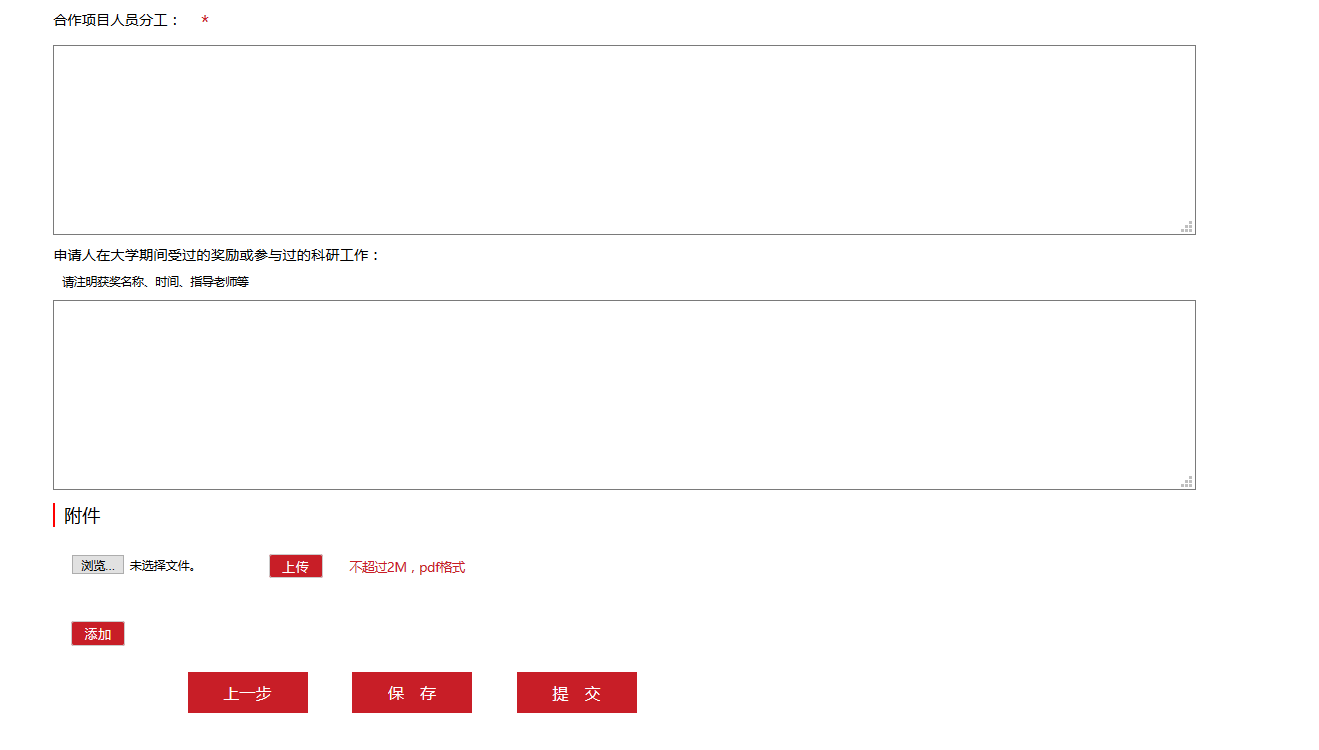 合作项目人员分工： *
申请人在大学期间受过的奖励或参与过的科研工作：
请注明获奖名称、时间、指导老师等
附件
浏览... 未选择文件。 上传 不超过2M，pdf格式
添加
上一步 保 存 提 交